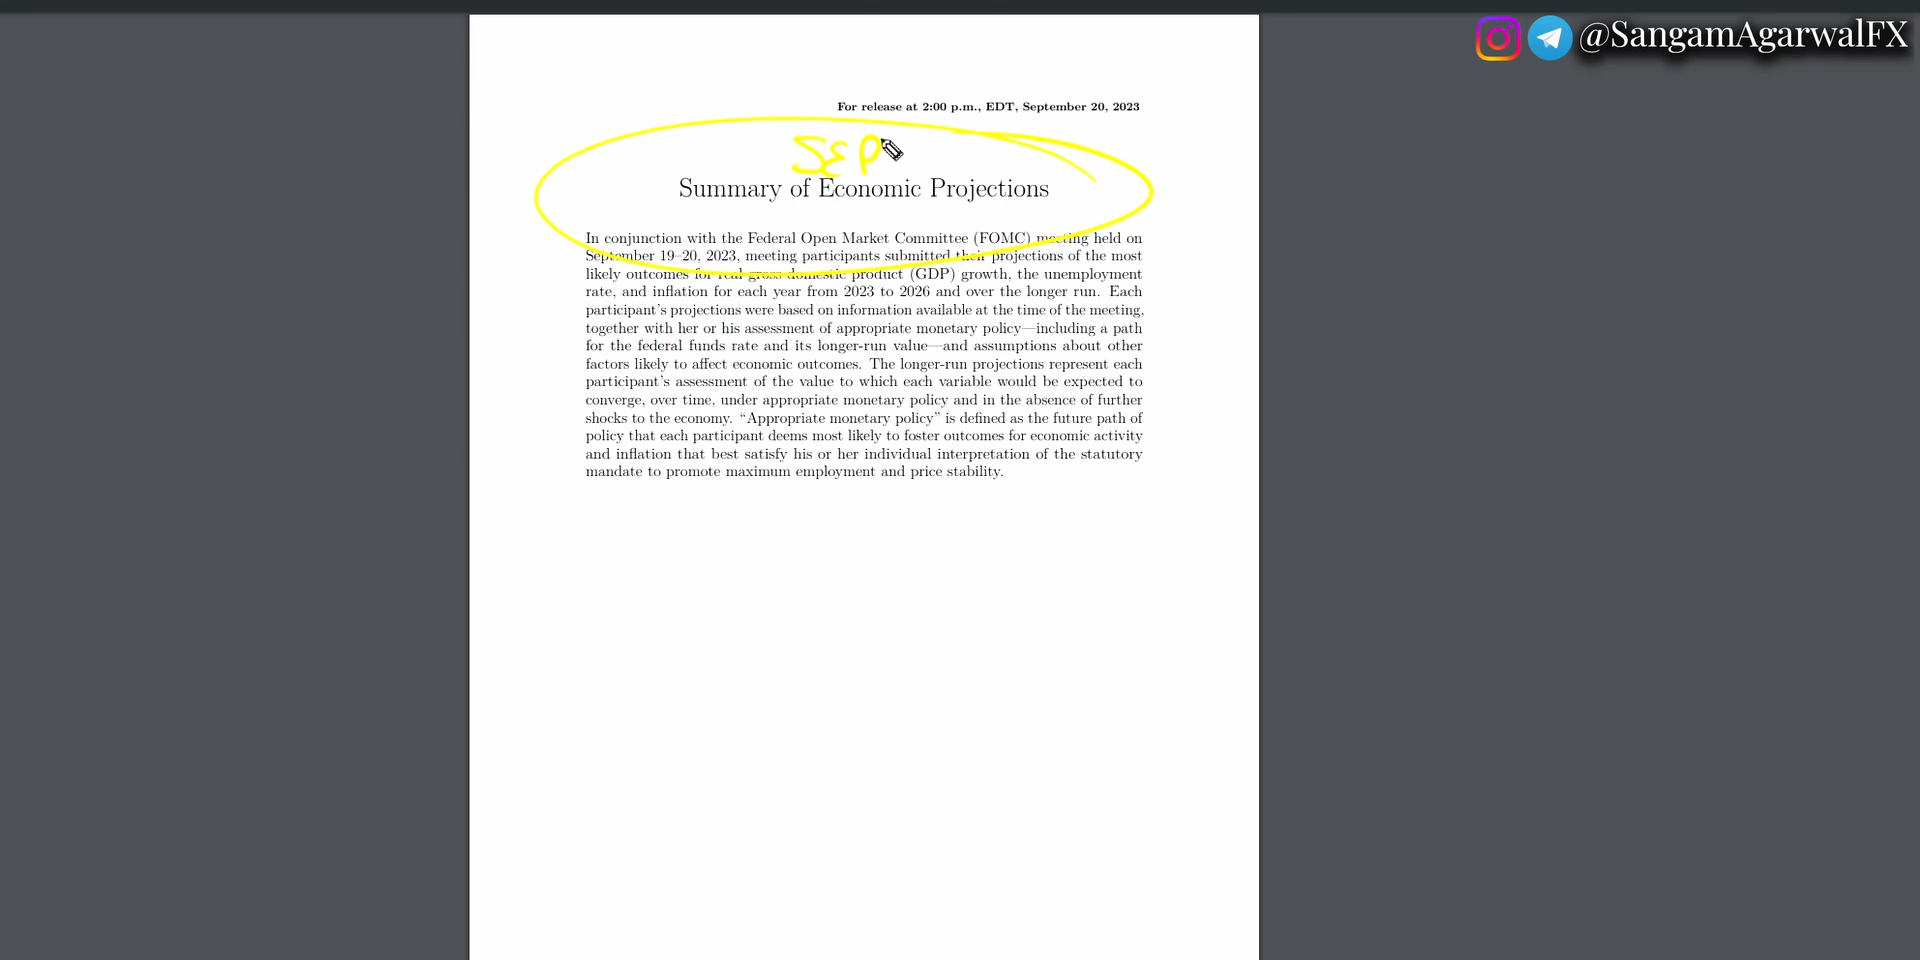 @SangamAgarwalFX
For release at 2:00 p.m., EDT, September 20, 2023
SEP
Summary of Economic Projections
In conjunction with the Federal Open Market Committee (FOMC) meeting held on
September 19–20, 2023, meeting participants submitted their projections of the most
likely outcomes for real gross domestic product (GDP) growth, the unemployment
rate, and inflation for each year from 2023 to 2026 and over the longer run. Each
participant’s projections were based on information available at the time of the meeting,
together with her or his assessment of appropriate monetary policy—including a path
for the federal funds rate and its longer-run value—and assumptions about other
factors likely to affect economic outcomes. The longer-run projections represent each
participant’s assessment of the value to which each variable would be expected to
converge, over time, under appropriate monetary policy and in the absence of further
shocks to the economy. “Appropriate monetary policy” is defined as the future path of
policy that each participant deems most likely to foster outcomes for economic activity
and inflation that best satisfy his or her individual interpretation of the statutory
mandate to promote maximum employment and price stability.